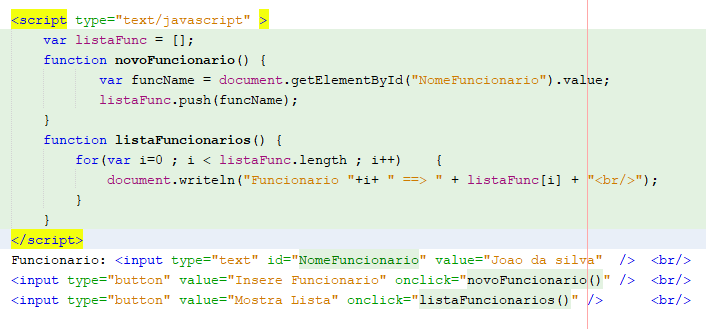 <script type="text/javascript" >
var listaFunc = [];
function novoFuncionario() {
var funcName = document.getElementById("NomeFuncionario").value;
listaFunc.push(funcName);
}
function listaFuncionarios() {
for(var i=0 ; i < listaFunc.length ; i++) {
document.writeln("Funcionario "+i+ " ==> " + listaFunc[i] + "<br/>");
}
}
</script>
Funcionario: <input type="text" id="NomeFuncionario" value="Joao da silva" /> <br/>
<input type="button" value="Insere Funcionario" onclick="novoFuncionario()" /> <br/>
<input type="button" value="Mostra Lista" onclick="listaFuncionarios()" /> <br/>